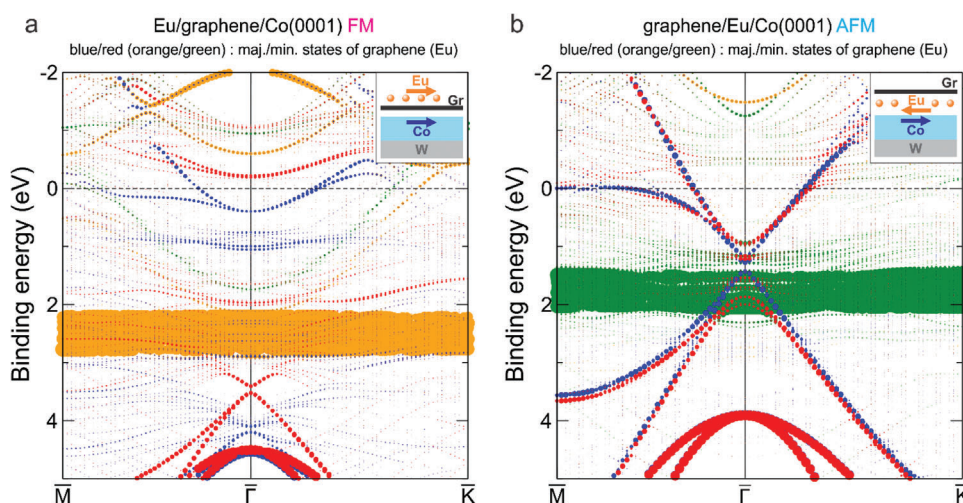 a
Eu/graphene/Co(0001) FM
blue/red (orange/green) : maj./min. states of graphene (Eu)
Binding energy (eV)
-2
0
2
4
M̅
Γ̅
K̅
Eu
Gr
Co
W
b
graphene/Eu/Co(0001) AFM
blue/red (orange/green) : maj./min. states of graphene (Eu)
Binding energy (eV)
-2
0
2
4
M̅
Γ̅
K̅
Gr
Eu
Co
W